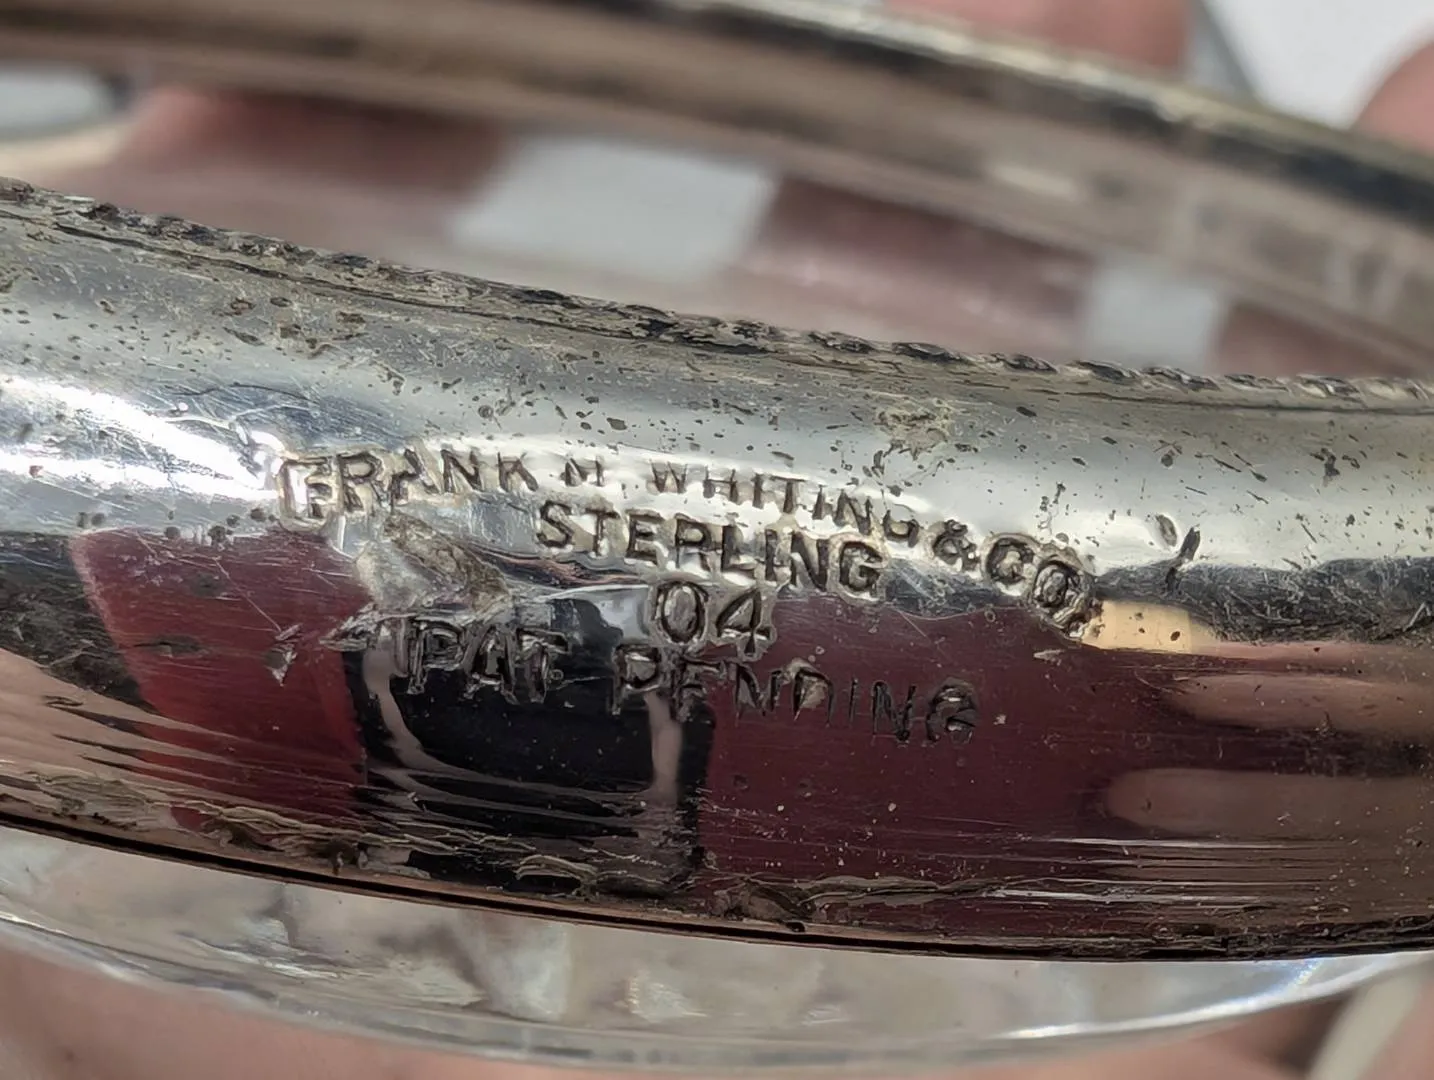 FRANK M. WHITING & CO.
STERLING
04
PAT PENDING